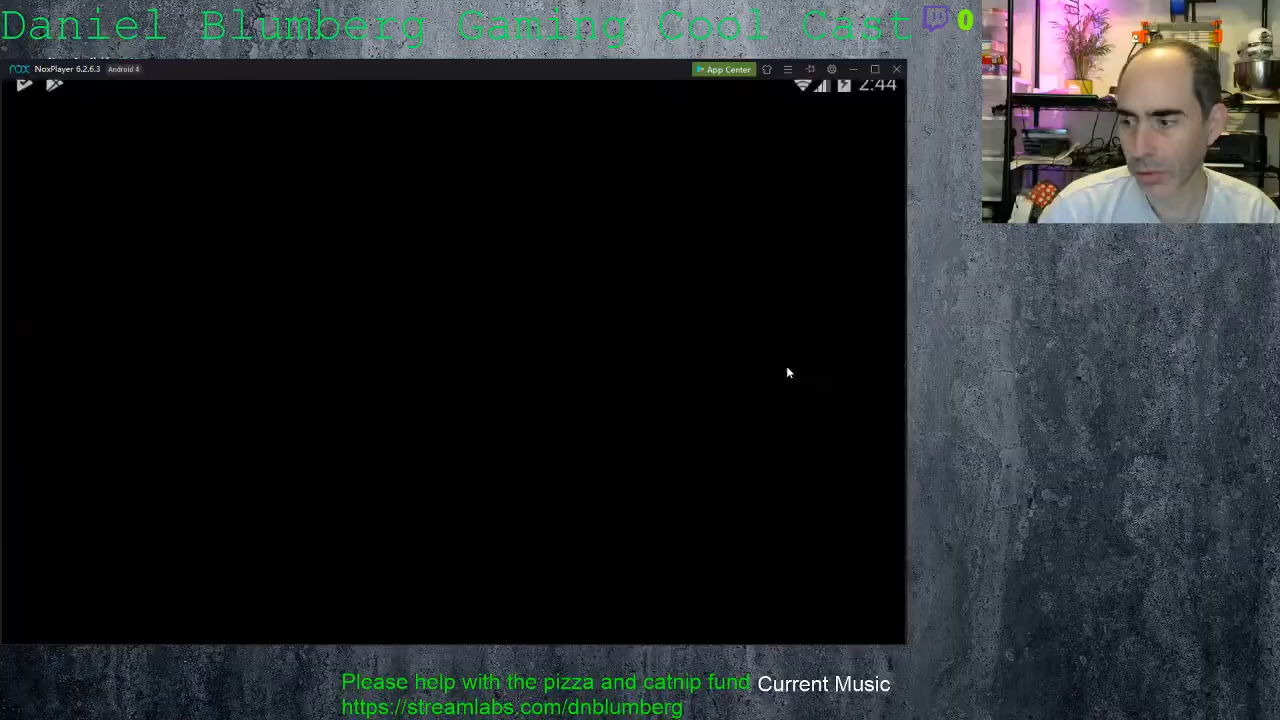 Daniel Blumberg Gaming Cool Cast 0
nox NoxPlayer 6.2.6.3 Android 4 App Center
2:44
Please help with the pizza and catnip fund Current Music
https://streamlabs.com/dnblumberg